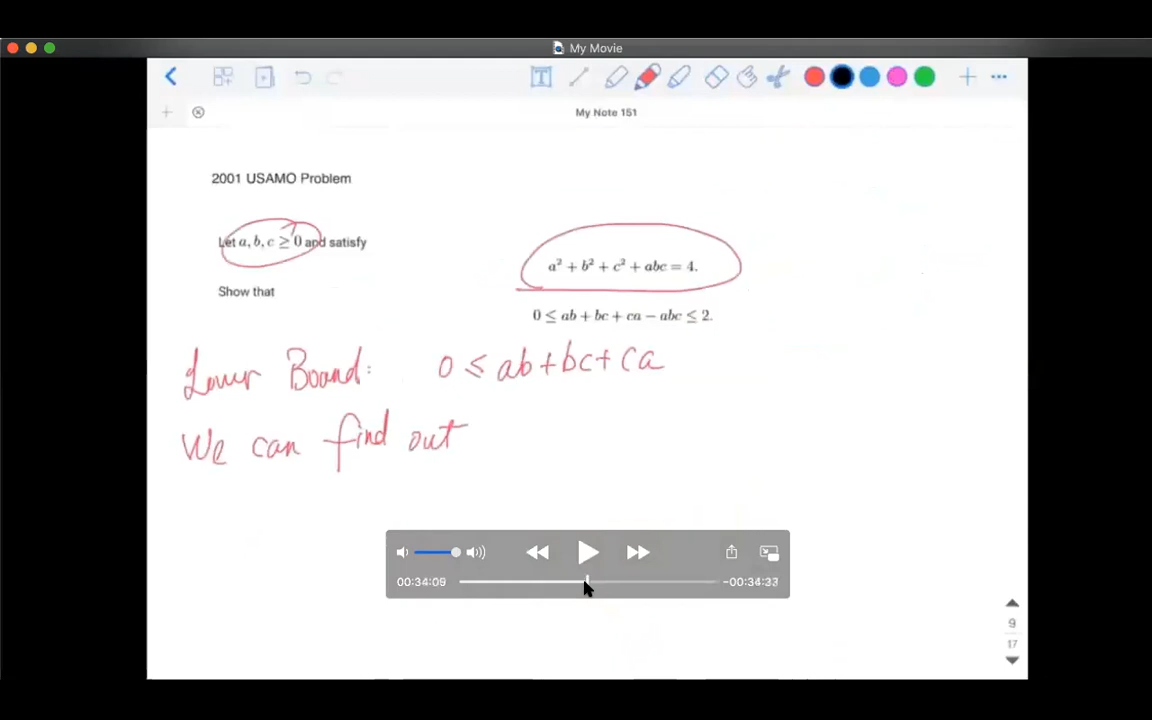 My Movie
My Note 151
2001 USAMO Problem
Let a, b, c ≥ 0 and satisfy
a² + b² + c² + abc = 4.
Show that
0 ≤ ab + bc + ca − abc ≤ 2.
Lower Board: 0 ≤ ab+bc+ca
We can find out
00:34:09
-00:34:23
9
17